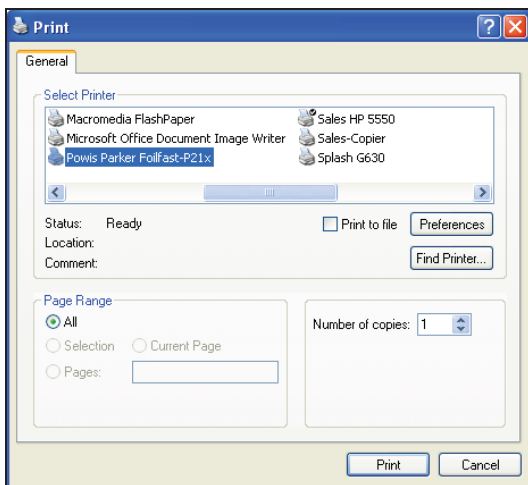 Print
General
Select Printer
Macromedia FlashPaper
Microsoft Office Document Image Writer
Powis Parker Foilfast-P21x
Sales HP 5550
Sales-Copier
Splash G630
Status: Ready
Location:
Comment:
Print to file
Preferences
Find Printer...
Page Range
All
Selection
Current Page
Pages:
Number of copies: 1
Print
Cancel